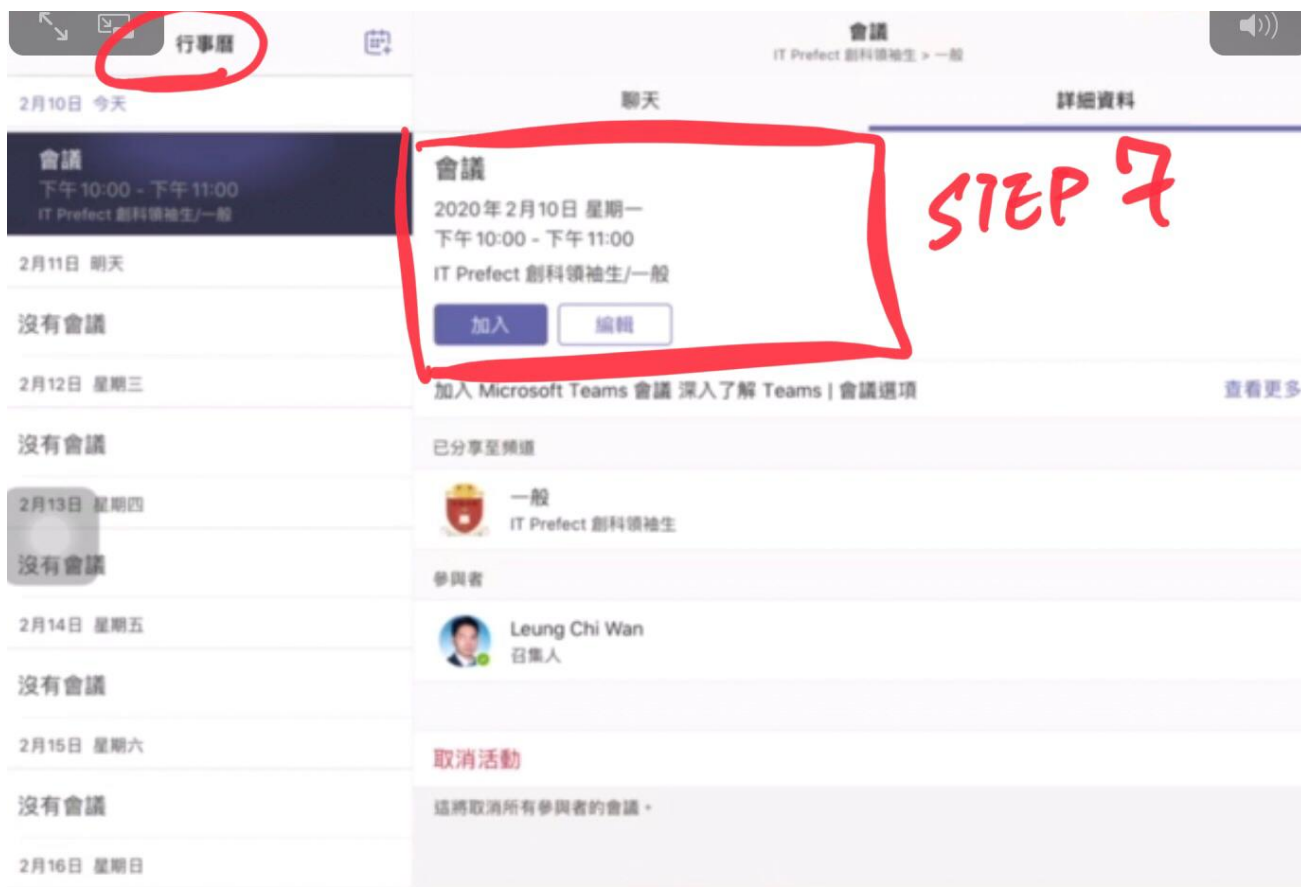 行事曆
2月10日 今天
會議
下午10:00 - 下午11:00
IT Prefect 創科領袖生/一般
2月11日 明天
沒有會議
2月12日 星期三
沒有會議
2月13日 星期四
沒有會議
2月14日 星期五
沒有會議
2月15日 星期六
沒有會議
2月16日 星期日
會議
IT Prefect 創科領袖生 > 一般
聊天
詳細資料
會議
2020年2月10日 星期一
下午10:00 - 下午11:00
IT Prefect 創科領袖生/一般
加入
編輯
STEP 7
加入 Microsoft Teams 會議 深入了解 Teams | 會議選項
查看更多
已分享至頻道
一般
IT Prefect 創科領袖生
參與者
Leung Chi Wan
召集人
取消活動
這將取消所有參與者的會議。